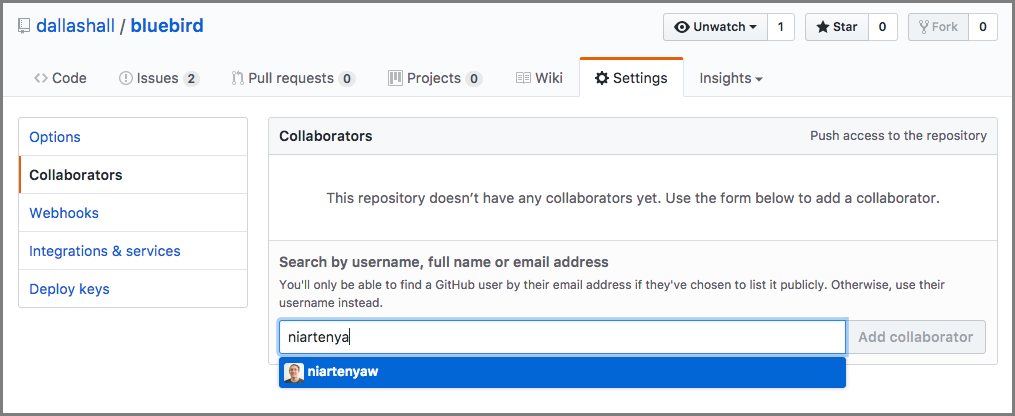 dallashall / bluebird Unwatch 1 Star 0 Fork 0
Code Issues 2 Pull requests 0 Projects 0 Wiki Settings Insights
Options
Collaborators
Webhooks
Integrations & services
Deploy keys
Collaborators Push access to the repository
This repository doesn’t have any collaborators yet. Use the form below to add a collaborator.
Search by username, full name or email address
You'll only be able to find a GitHub user by their email address if they've chosen to list it publicly. Otherwise, use their
username instead.
niartenya Add collaborator
niartenyaw